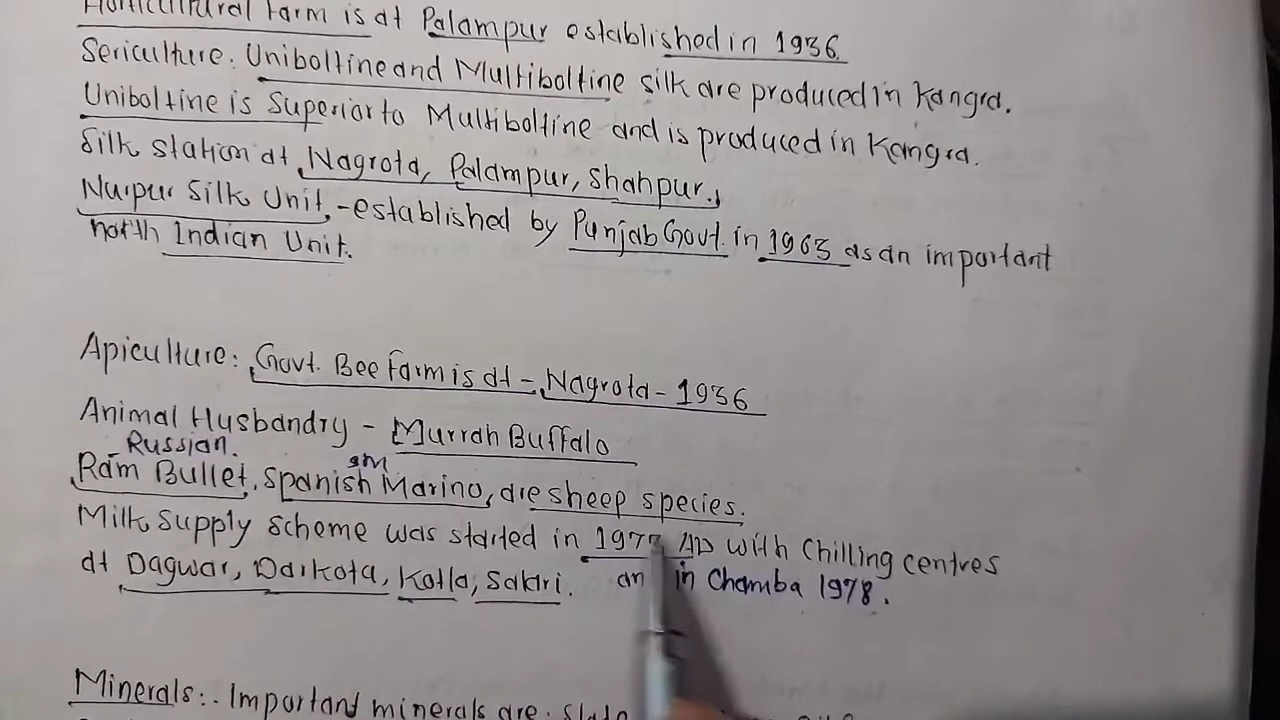 Horticultural Farm is at Palampur established in 1936.
Sericulture: Univoltine and Multivoltine silk are produced in Kangra.
Univoltine is Superior to Multivoltine and is produced in Kangra.
Silk station at Nagrota, Palampur, Shahpur.
Nurpur Silk Unit,-established by Punjab Govt. in 1963 as an important
north Indian Unit.
Apiculture: Govt. Bee Farm is at - Nagrota - 1936
Animal Husbandry - Murrah Buffalo
Russian.
Ram Bullet, Spanish Marino, are sheep species.
Milk Supply scheme was started in AD with Chilling centres
at Dagwar, Darkota, Kotla, Sakri. in Chamba 1978.
Minerals:. Important minerals are.